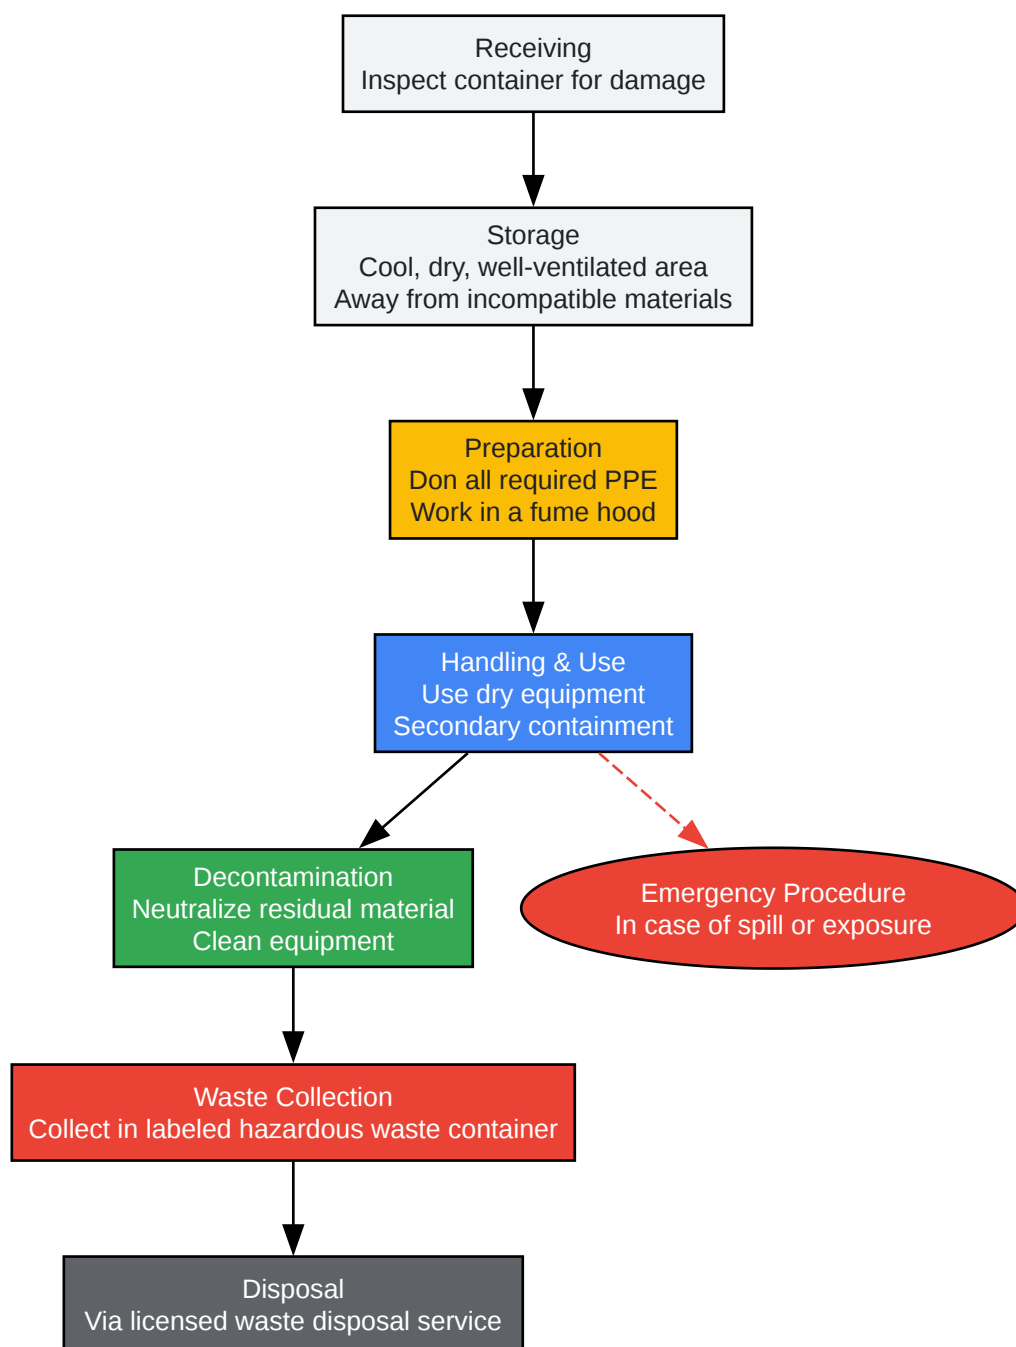 Receiving
Inspect container for damage
Storage
Cool, dry, well-ventilated area
Away from incompatible materials
Preparation
Don all required PPE
Work in a fume hood
Handling & Use
Use dry equipment
Secondary containment
Decontamination
Neutralize residual material
Clean equipment
Emergency Procedure
In case of spill or exposure
Waste Collection
Collect in labeled hazardous waste container
Disposal
Via licensed waste disposal service